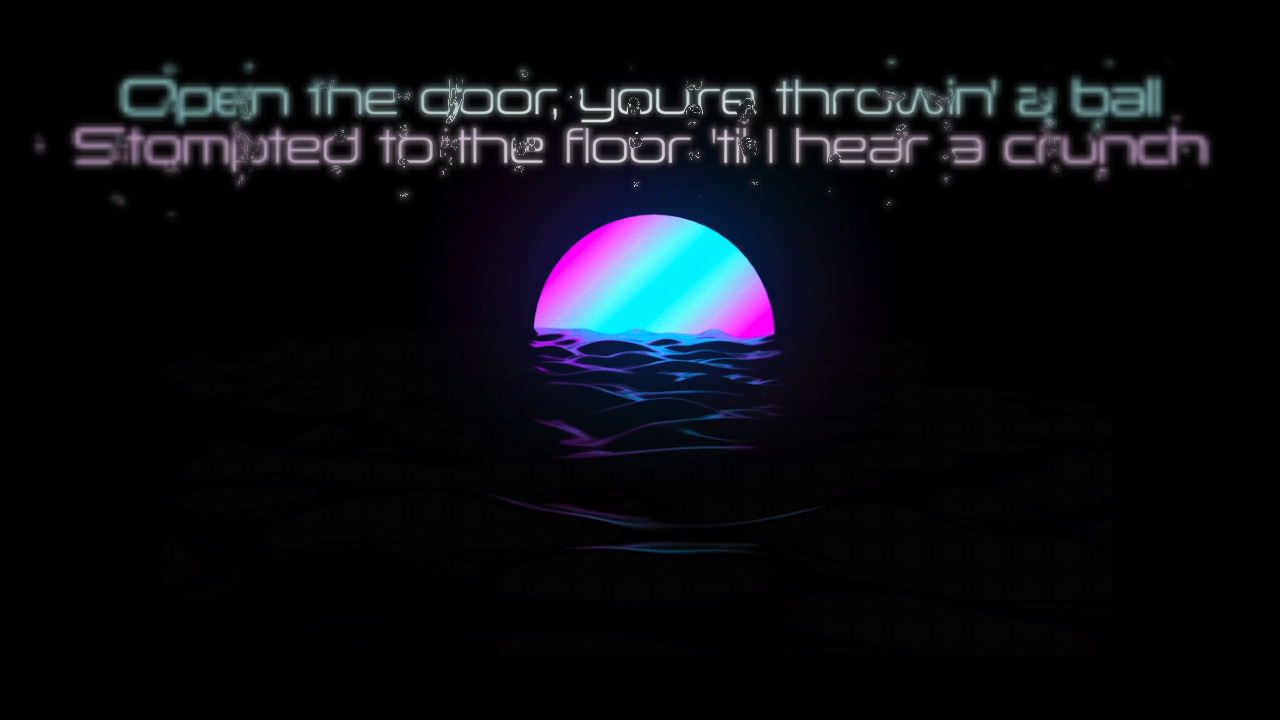 Open the door, you're throwin' a ball
Stompted to the floor 'til I hear a crunch